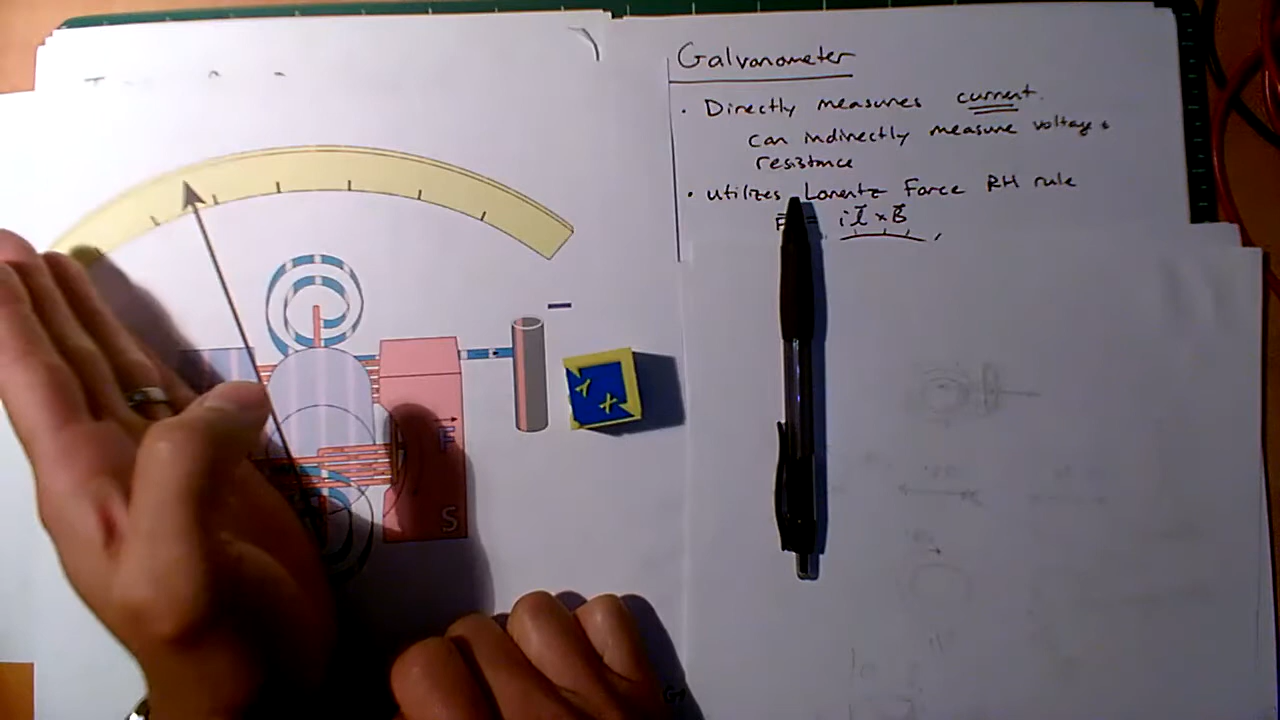 Galvanometer
• Directly measures current.
can indirectly measure voltage &
resistance
• utilizes Lorentz Force RH rule
F = il × B
F
S